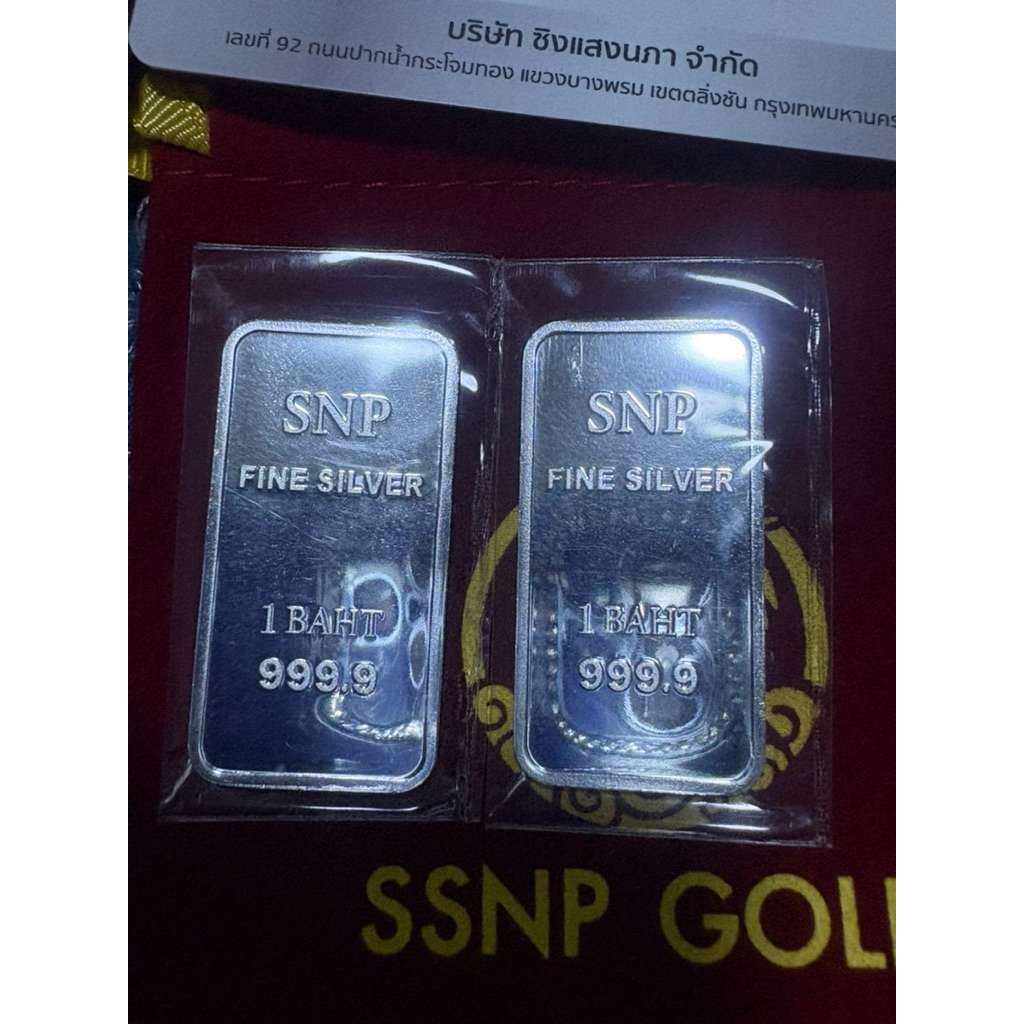 บริษัท ชิงแสงนภา จำกัด
เลขที่ 92 ถนนปากน้ำกระโจมทอง แขวงบางพรม เขตตลิ่งชัน กรุงเทพมหานคร
SNP
FINE SILVER
1 BAHT
999.9
SNP
FINE SILVER
1 BAHT
999.9
SSNP GOL